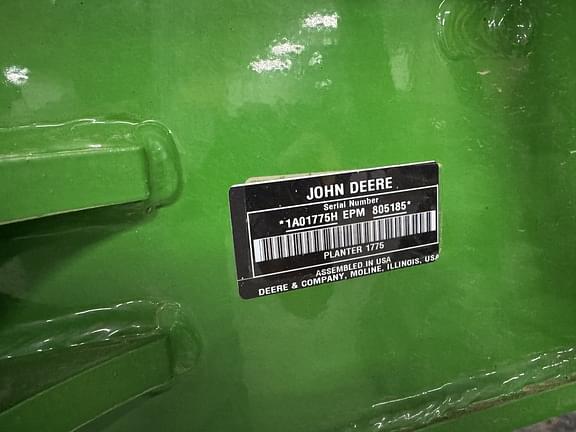 JOHN DEERE
Serial Number
*1A01775H EPM 805185*
PLANTER 1775
ASSEMBLED IN USA
DEERE & COMPANY, MOLINE, ILLINOIS, USA